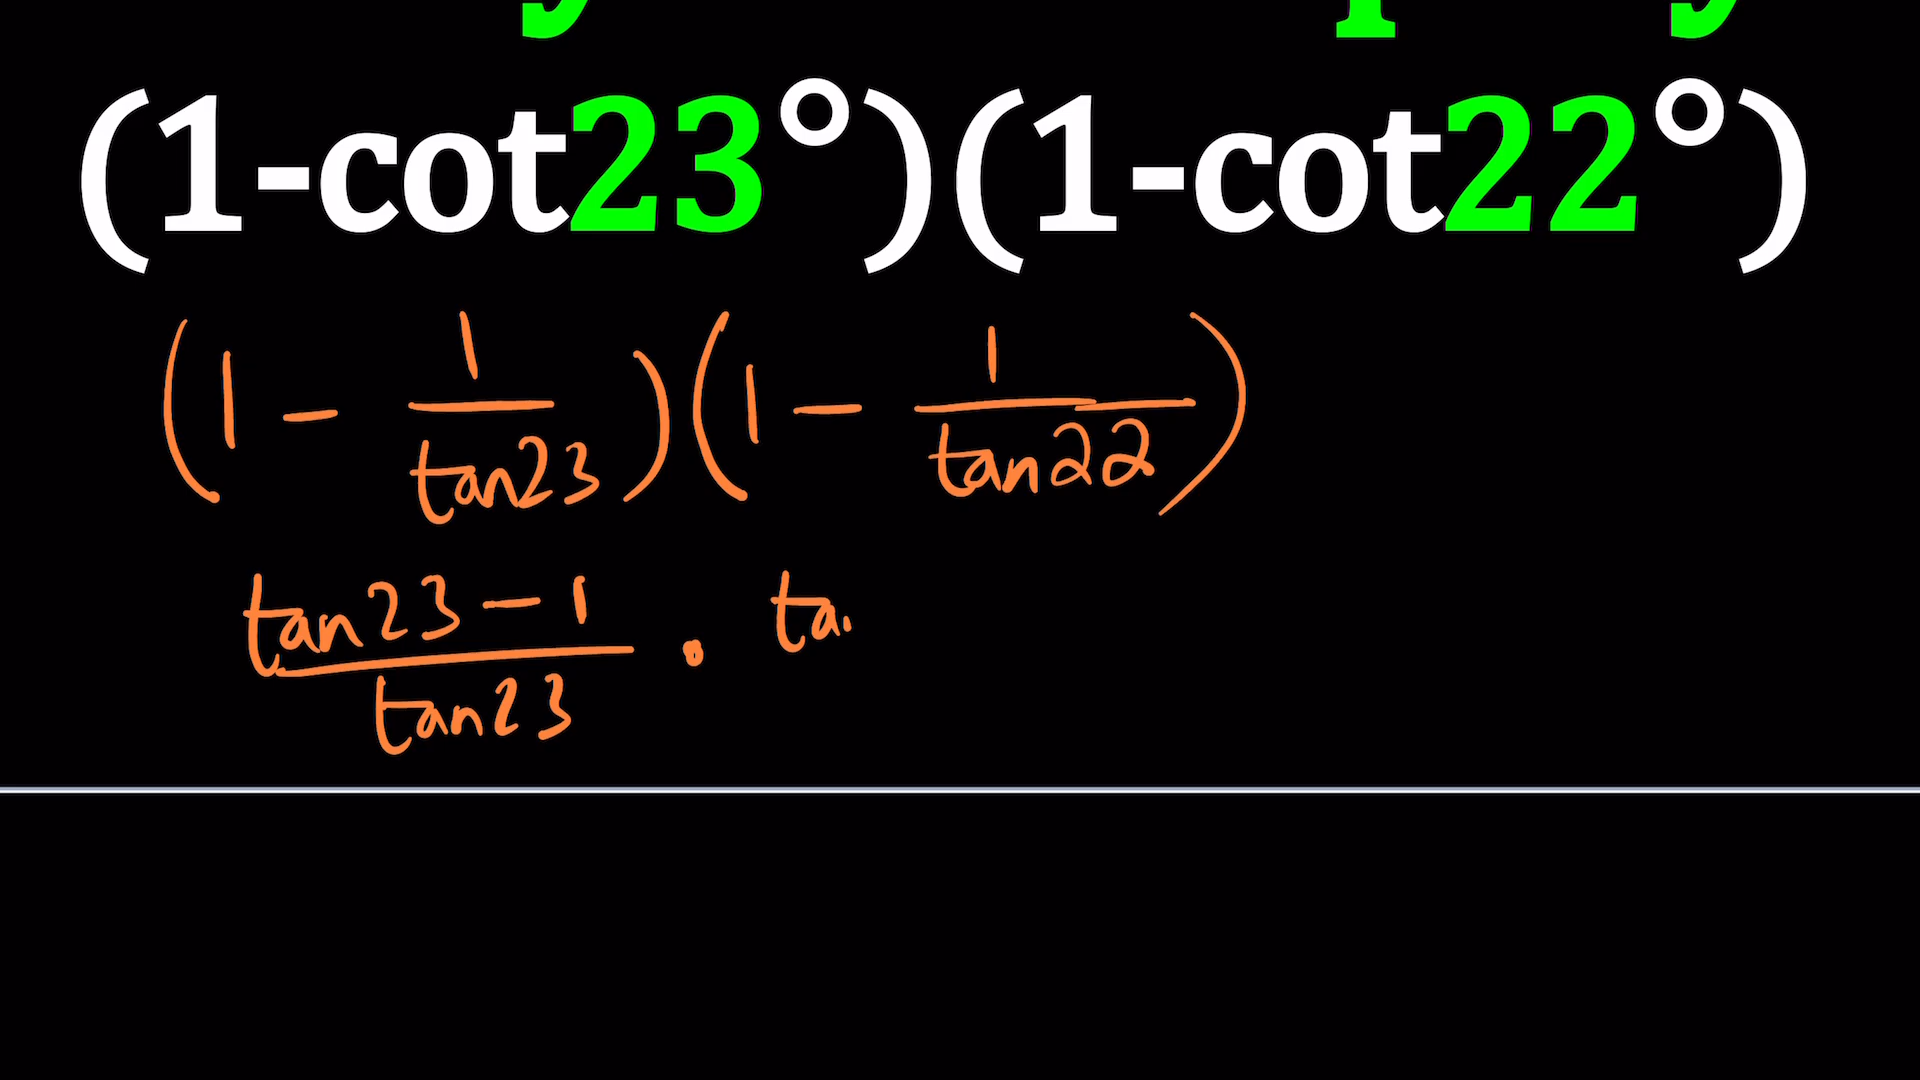 (1-cot23°)(1-cot22°)
(1 - 1/tan23)(1 - 1/tan22)
tan23-1/tan23 · ta